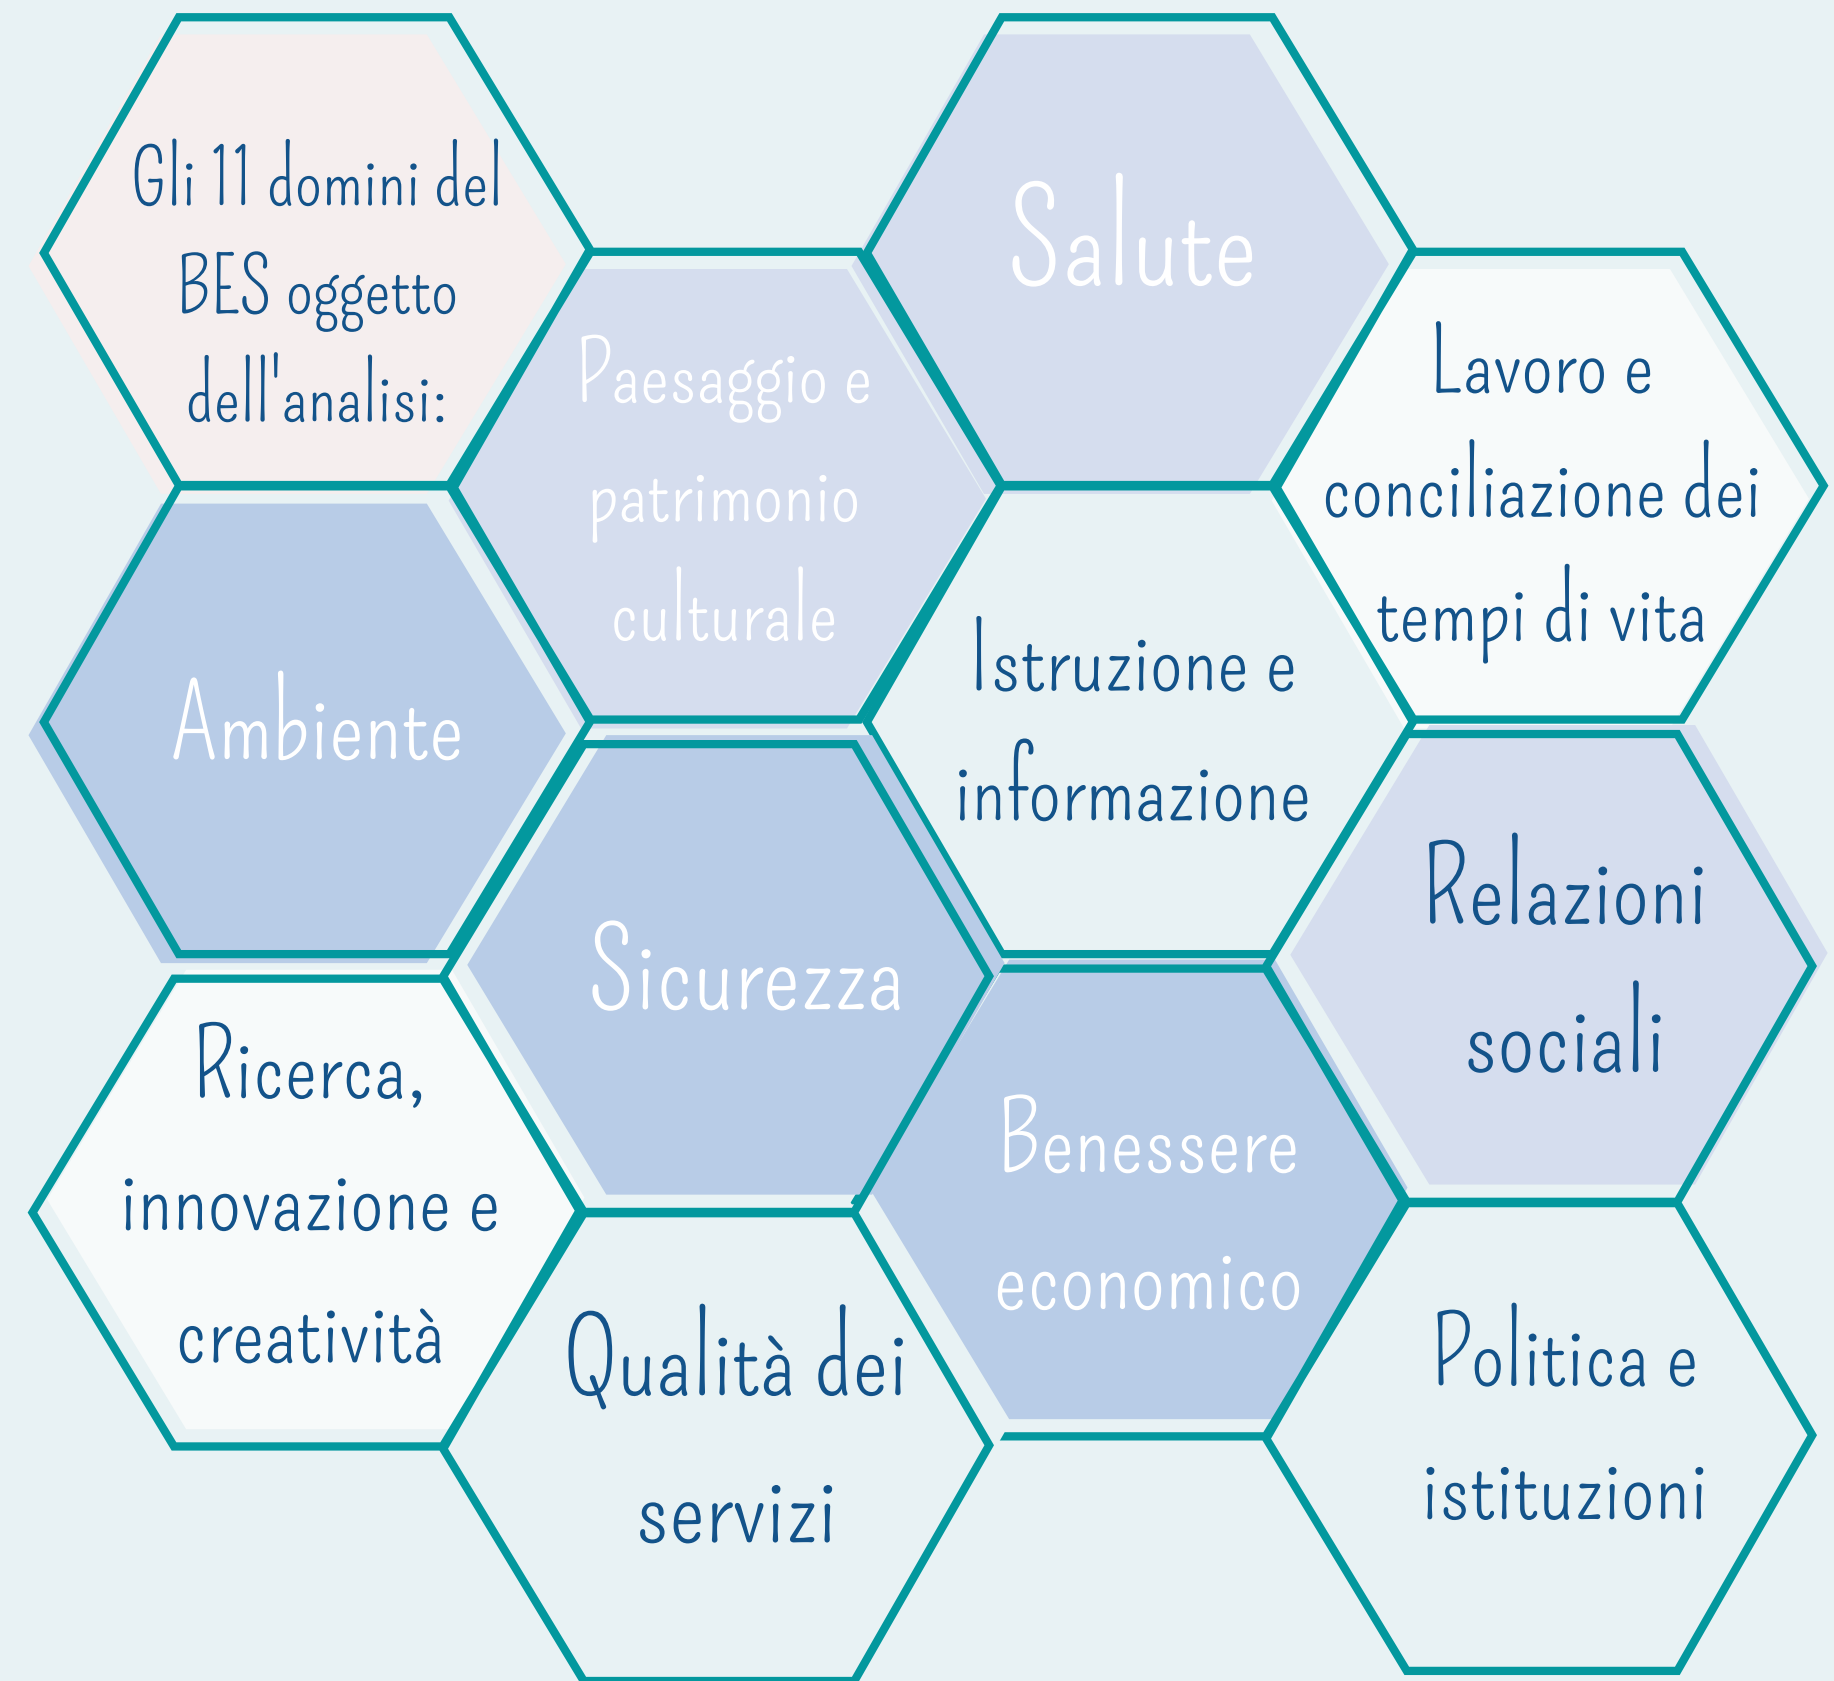 Gli 11 domini del
BES oggetto
dell'analisi:
Salute
Paesaggio e
patrimonio
culturale
Lavoro e
conciliazione dei
tempi di vita
Ambiente
Istruzione e
informazione
Sicurezza
Relazioni
sociali
Ricerca,
innovazione e
creatività
Benessere
economico
Qualità dei
servizi
Politica e
istituzioni